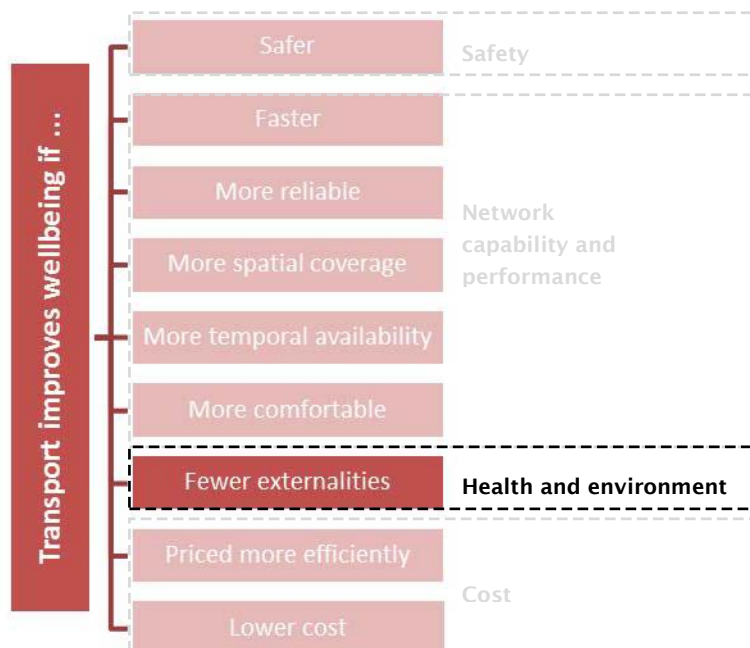 Transport improves wellbeing if ...
Safer
Safety
Faster
More reliable
Network
capability and
performance
More spatial coverage
More temporal availability
More comfortable
Fewer externalities
Health and environment
Priced more efficiently
Cost
Lower cost